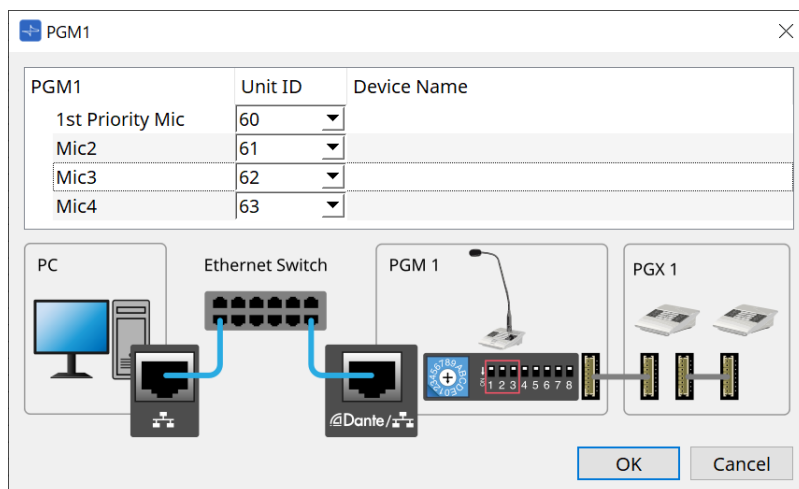 PGM1
PGM1 Unit ID Device Name
1st Priority Mic 60
Mic2 61
Mic3 62
Mic4 63
PC
Ethernet Switch
PGM 1
PGX 1
Dante/
1 2 3 4 5 6 7 8
OK
Cancel